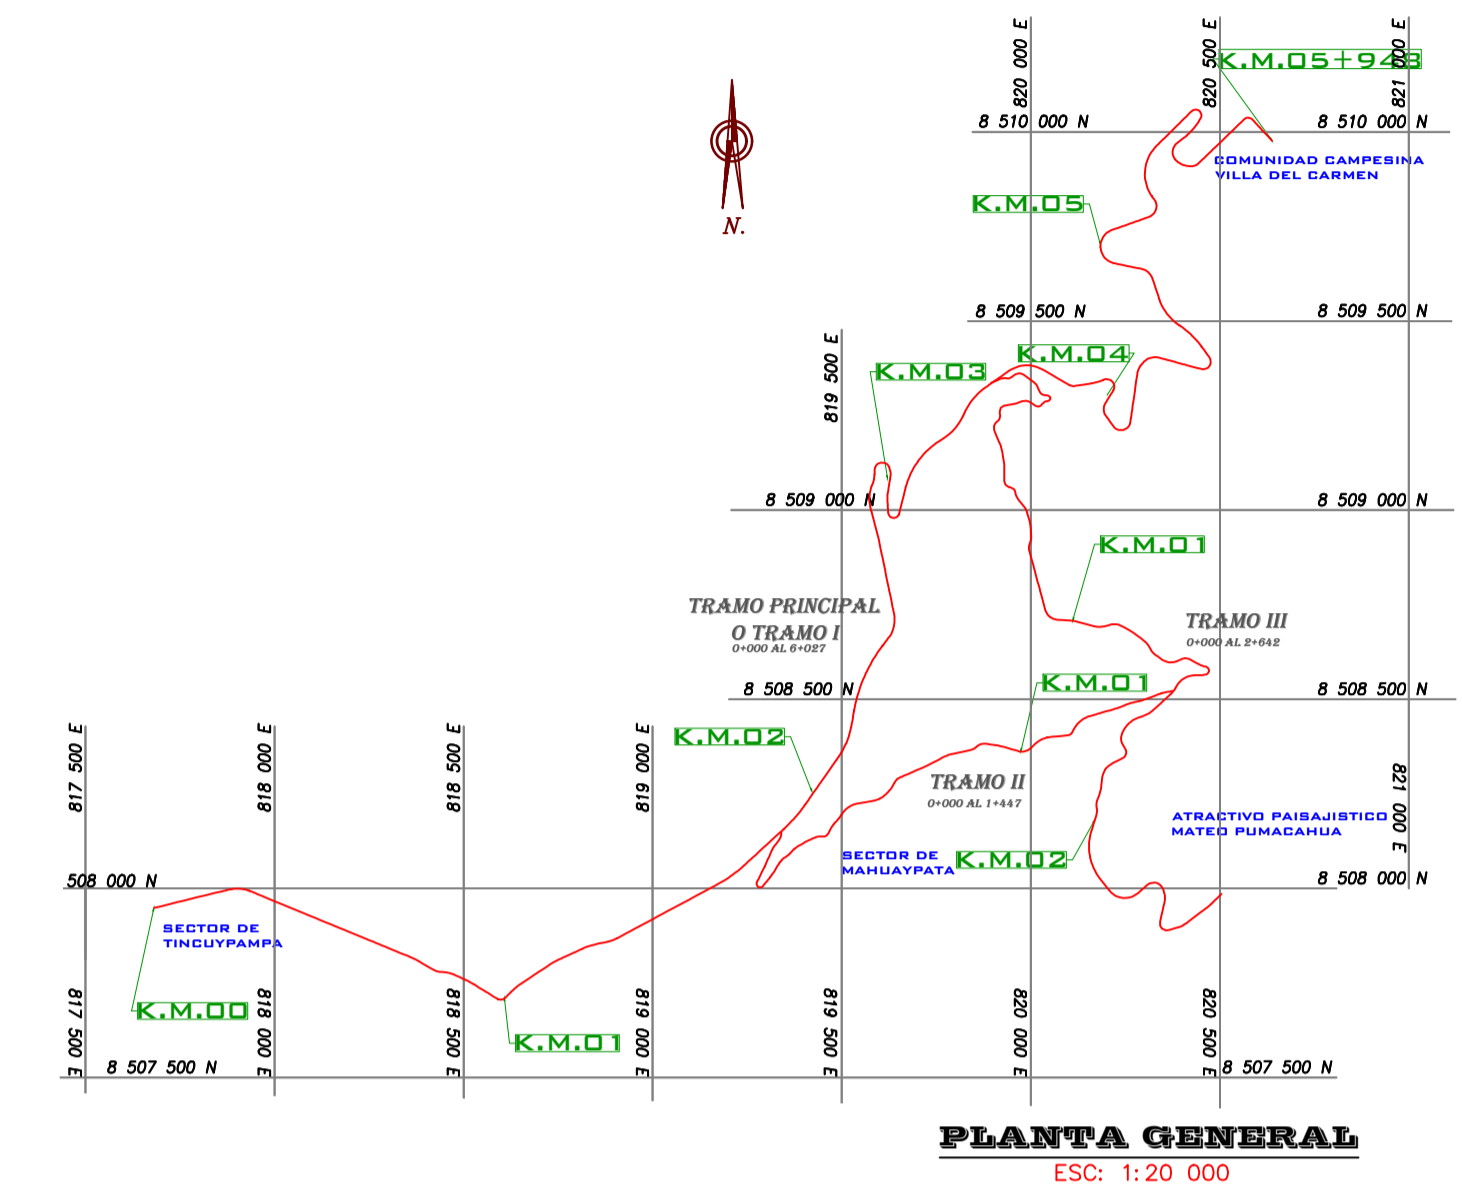 820 000 E
820 500 E
821 000 E
K.M.05+948
8 510 000 N
8 510 000 N
COMUNIDAD CAMPESINA
VILLA DEL CARMEN
K.M.05
N.
8 509 500 N
8 509 500 N
819 500 E
K.M.04
K.M.03
8 509 000 N
8 509 000 N
K.M.01
TRAMO PRINCIPAL
O TRAMO I
0+000 AL 6+027
TRAMO III
0+000 AL 2+642
K.M.01
8 508 500 N
8 508 500 N
817 500 E
818 000 E
818 500 E
819 000 E
K.M.02
821 000 E
TRAMO II
0+000 AL 1+447
ATRACTIVO PAISAJISTICO
MATEO PUMACAHUA
SECTOR DE
MAHUAYPATA
K.M.02
508 000 N
8 508 000 N
SECTOR DE
TINCUYPAMPA
K.M.00
K.M.01
817 500 E
818 000 E
818 500 E
819 000 E
819 500 E
820 000 E
820 500 E
8 507 500 N
8 507 500 N
PLANTA GENERAL
ESC: 1:20 000